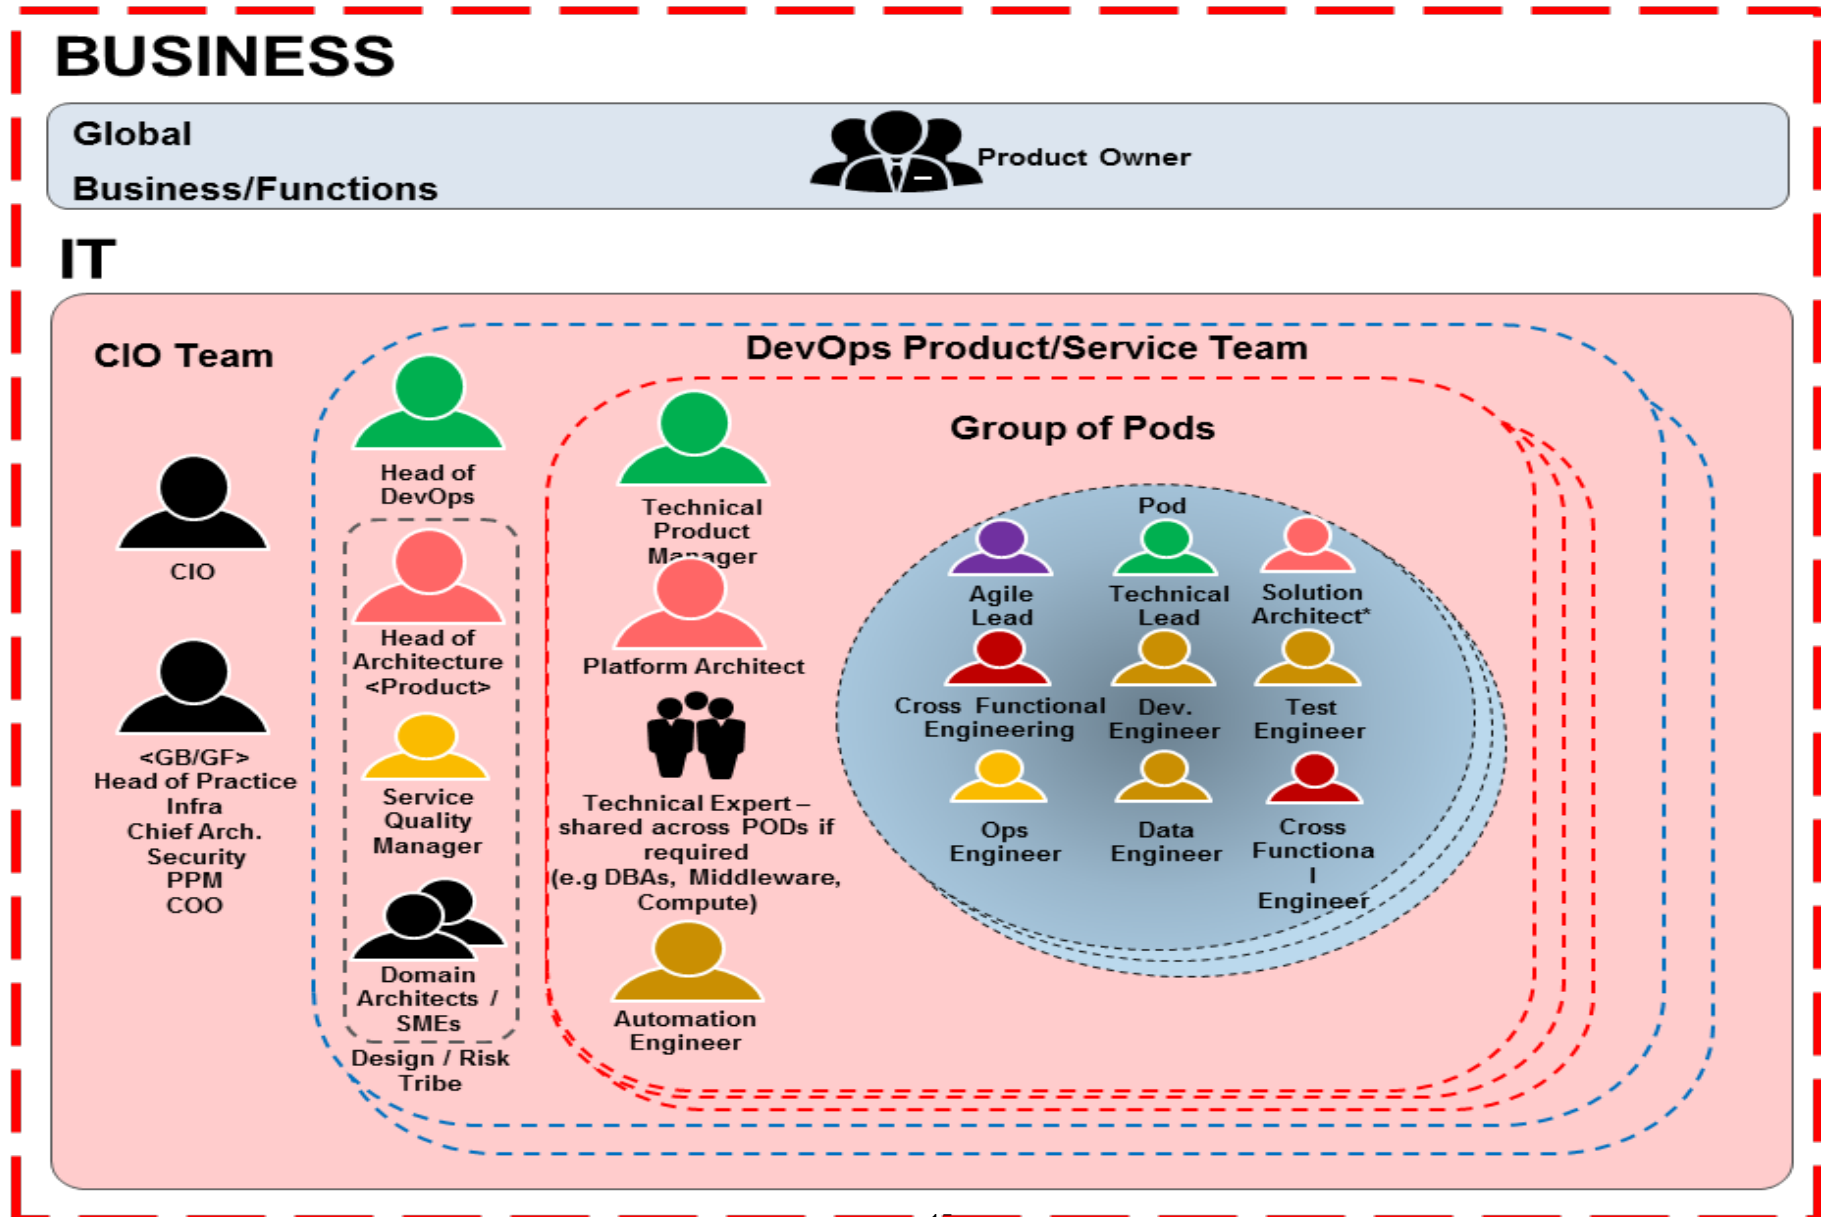 BUSINESS
Global
Business/Functions
Product Owner
IT
CIO Team
CIO
<GB/GF>
Head of Practice
Infra
Chief Arch.
Security
PPM
COO
DevOps Product/Service Team
Head of
DevOps
Head of
Architecture
<Product>
Service
Quality
Manager
Domain
Architects /
SMEs
Design / Risk
Tribe
Group of Pods
Technical
Product
Manager
Platform Architect
Technical Expert –
shared across PODs if
required
(e.g DBAs, Middleware,
Compute)
Automation
Engineer
Pod
Agile
Lead
Technical
Lead
Solution
Architect*
Cross Functional
Engineering
Dev.
Engineer
Test
Engineer
Ops
Engineer
Data
Engineer
Cross
Functiona
l
Engineer